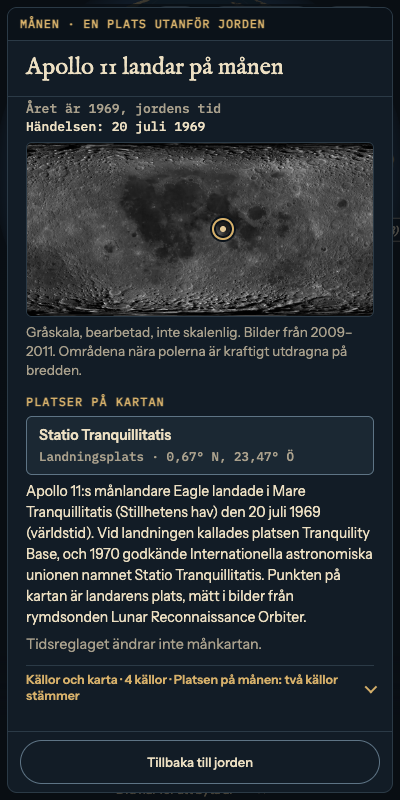 MÅNEN · EN PLATS UTANFÖR JORDEN
Apollo 11 landar på månen
Året är 1969, jordens tid
Händelsen: 20 juli 1969
Gråskala, bearbetad, inte skalenlig. Bilder från 2009–
2011. Områdena nära polerna är kraftigt utdragna på
bredden.
PLATSER PÅ KARTAN
Statio Tranquillitatis
Landningsplats · 0,67° N, 23,47° Ö
Apollo 11:s månlandare Eagle landade i Mare
Tranquillitatis (Stillhetens hav) den 20 juli 1969
(världstid). Vid landningen kallades platsen Tranquility
Base, och 1970 godkände Internationella astronomiska
unionen namnet Statio Tranquillitatis. Punkten på
kartan är landarens plats, mätt i bilder från
rymdsonden Lunar Reconnaissance Orbiter.
Tidsreglaget ändrar inte månkartan.
Källor och karta · 4 källor · Platsen på månen: två källor
stämmer
Tillbaka till jorden